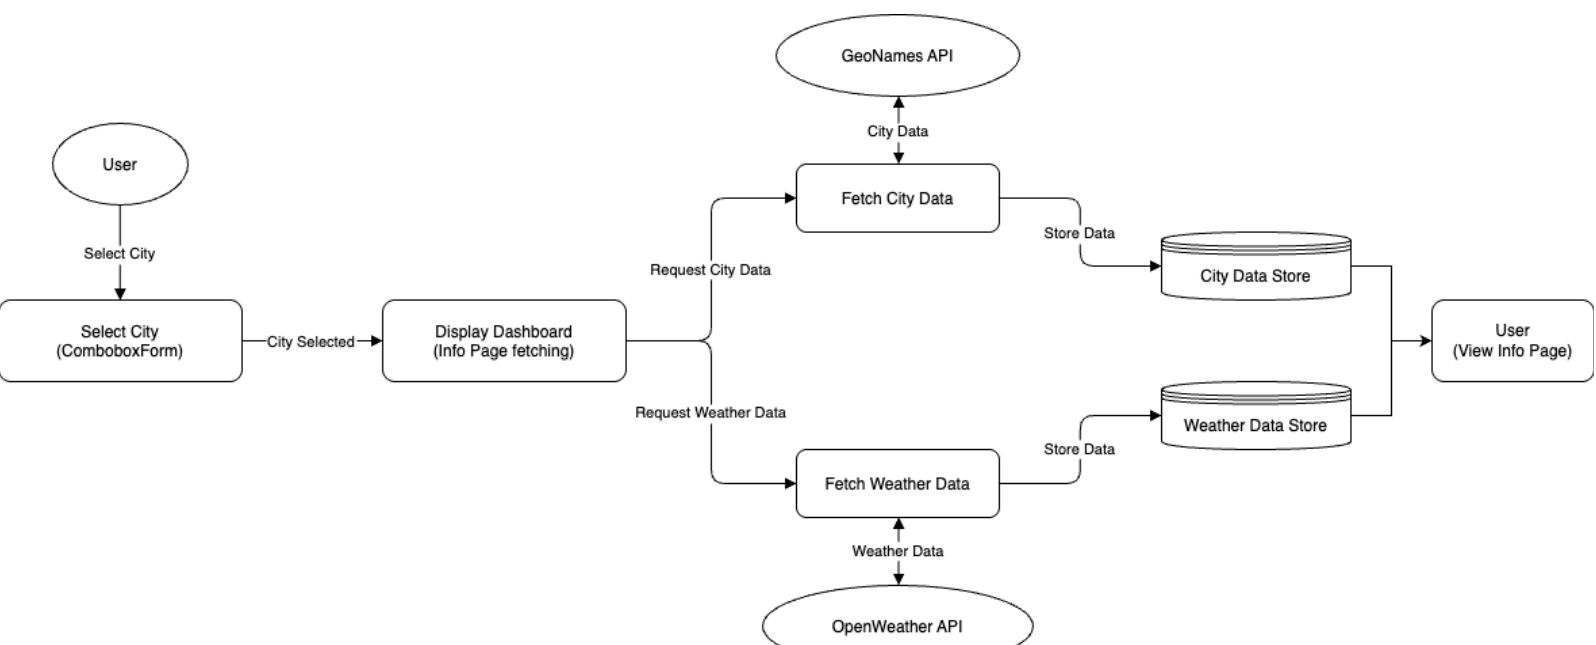 GeoNames API
City Data
User
Fetch City Data
Store Data
Select City
Request City Data
City Data Store
Select City
(ComboboxForm)
City Selected
Display Dashboard
(Info Page fetching)
User
(View Info Page)
Request Weather Data
Weather Data Store
Store Data
Fetch Weather Data
Weather Data
OpenWeather API